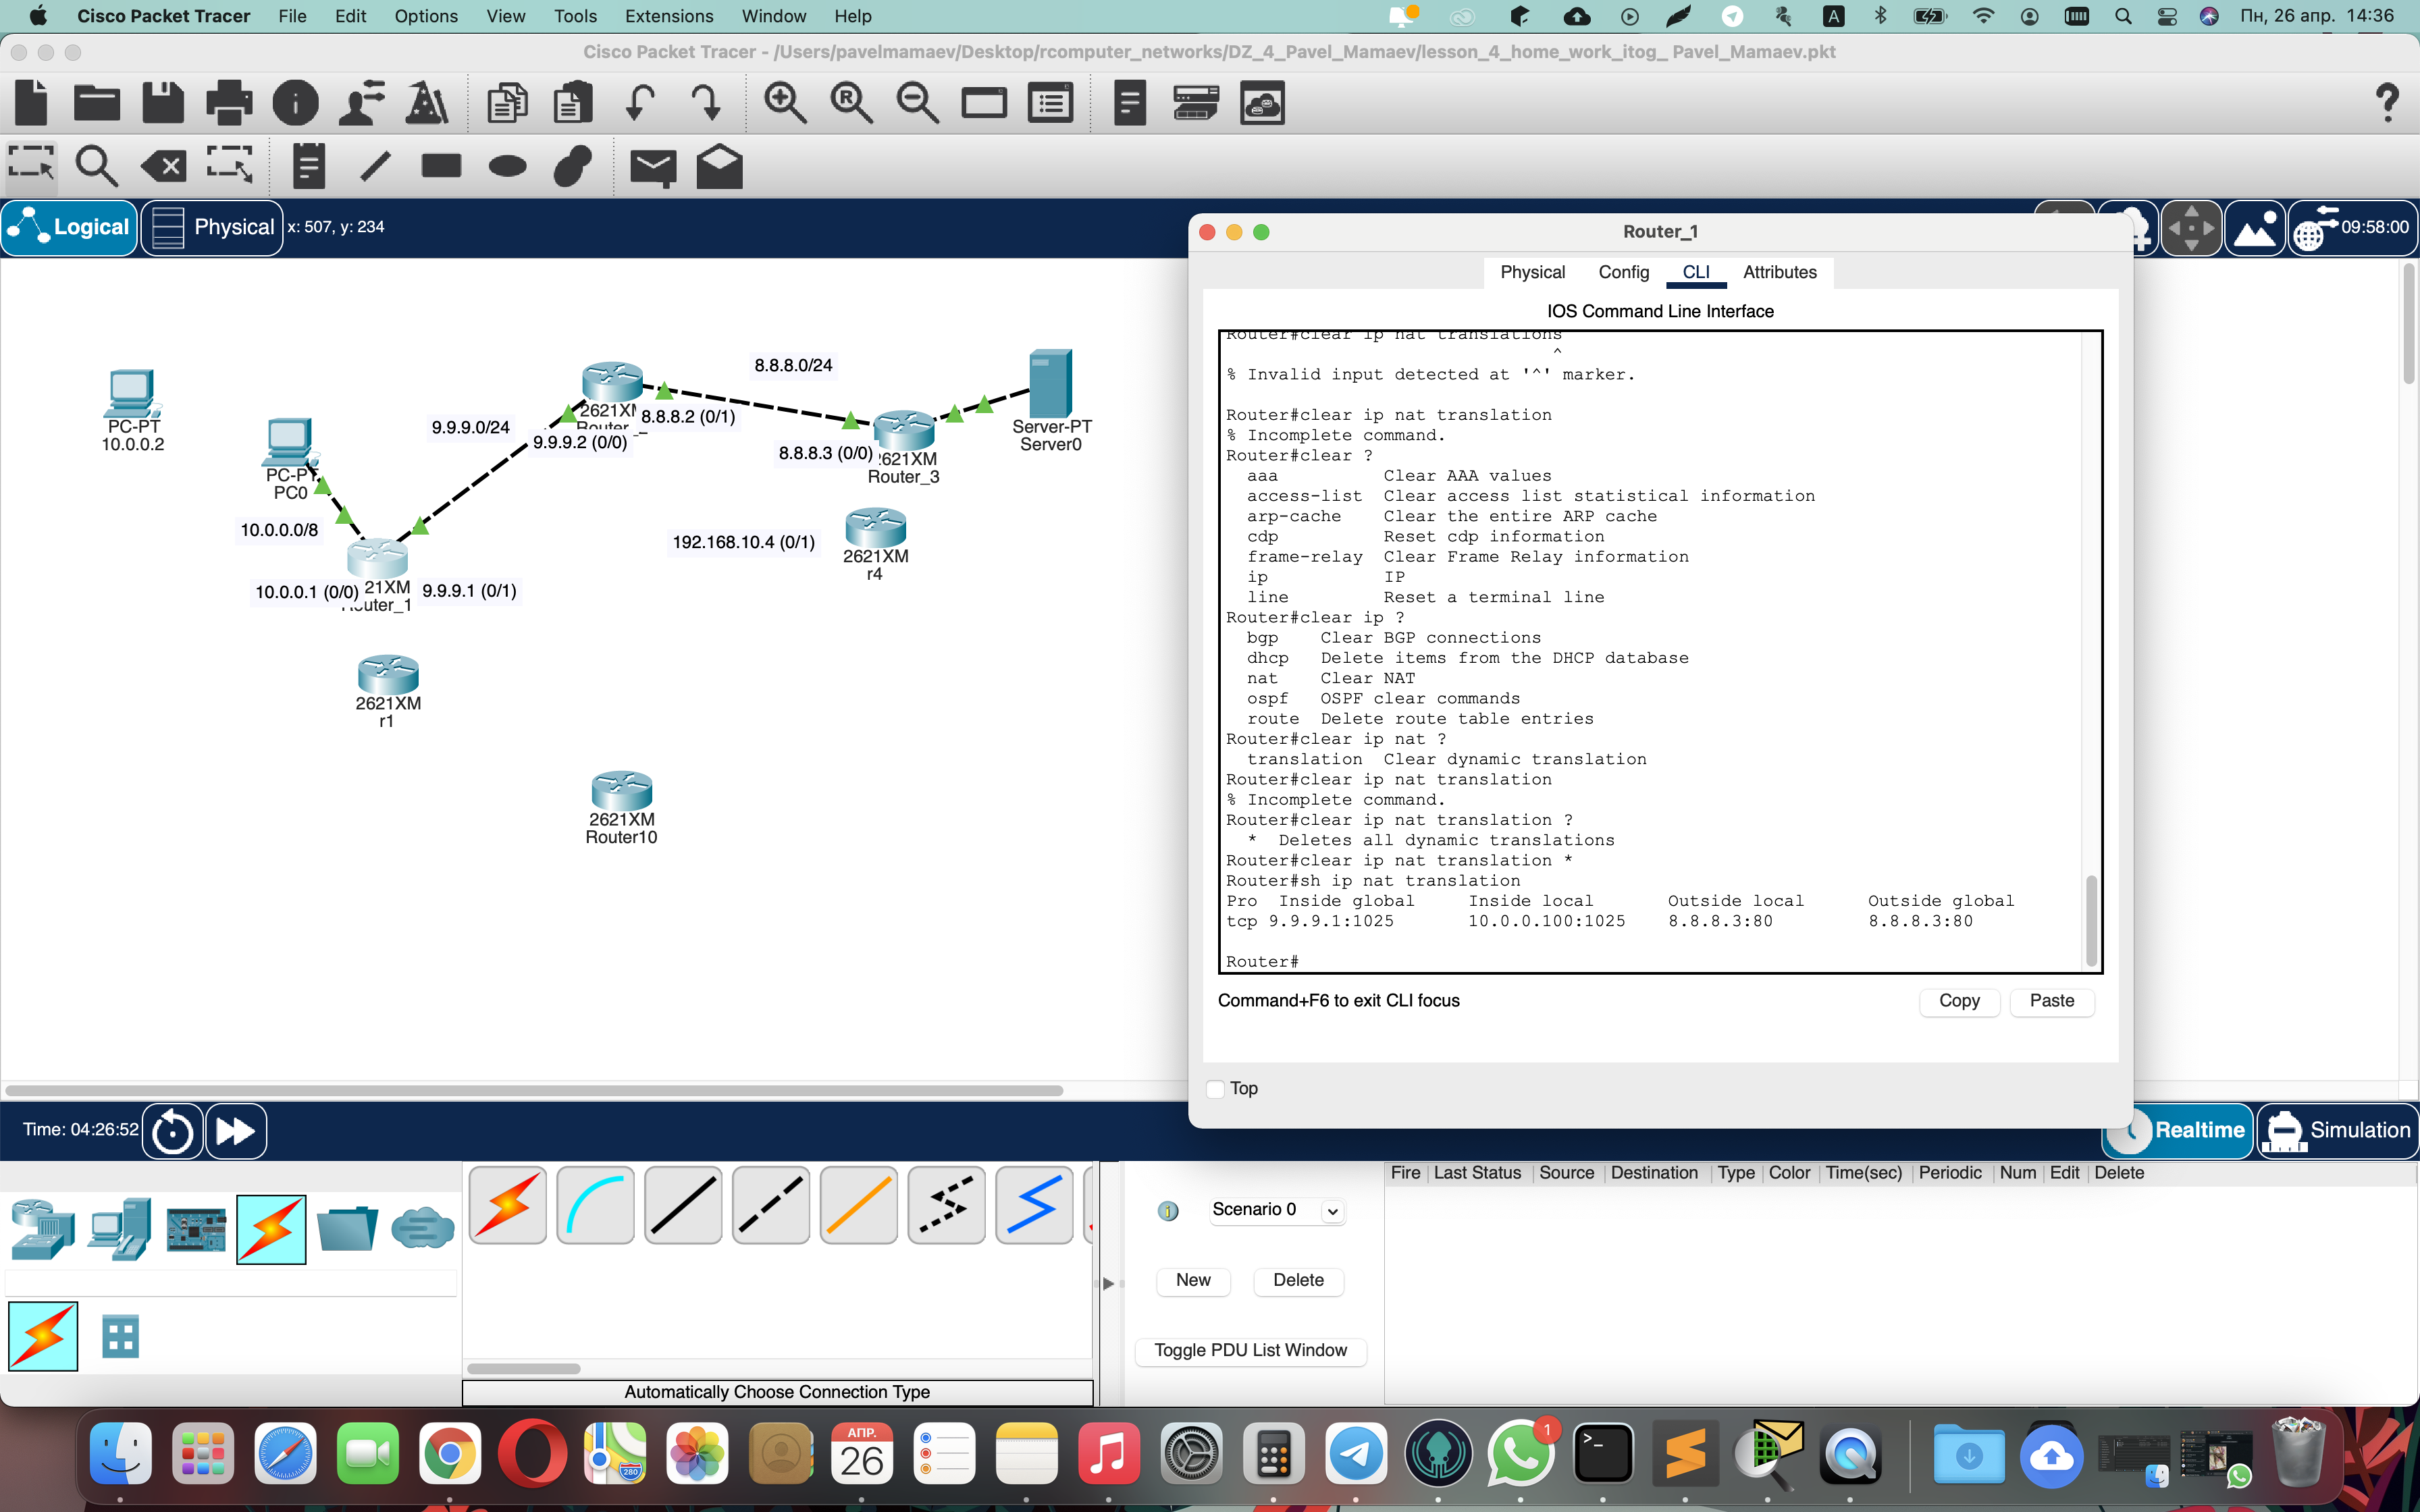 Cisco Packet Tracer File Edit Options View Tools Extensions Window Help A Пн, 26 апр. 14:36
Cisco Packet Tracer - /Users/pavelmamaev/Desktop/rcomputer_networks/DZ_4_Pavel_Mamaev/lesson_4_home_work_itog_ Pavel_Mamaev.pkt
Logical Physical x: 507, y: 234
09:58:00
Router_1
Physical Config CLI Attributes
IOS Command Line Interface
Router#clear ip nat translations
^
% Invalid input detected at '^' marker.
Router#clear ip nat translation
% Incomplete command.
Router#clear ?
aaa Clear AAA values
access-list Clear access list statistical information
arp-cache Clear the entire ARP cache
cdp Reset cdp information
frame-relay Clear Frame Relay information
ip IP
line Reset a terminal line
Router#clear ip ?
bgp Clear BGP connections
dhcp Delete items from the DHCP database
nat Clear NAT
ospf OSPF clear commands
route Delete route table entries
Router#clear ip nat ?
translation Clear dynamic translation
Router#clear ip nat translation
% Incomplete command.
Router#clear ip nat translation ?
* Deletes all dynamic translations
Router#clear ip nat translation *
Router#sh ip nat translation
Pro Inside global Inside local Outside local Outside global
tcp 9.9.9.1:1025 10.0.0.100:1025 8.8.8.3:80 8.8.8.3:80
Router#
Command+F6 to exit CLI focus
Copy Paste
Top
PC-PT
10.0.0.2
PC-PT
PC0
10.0.0.0/8
9.9.9.0/24
9.9.9.2 (0/0)
8.8.8.2 (0/1)
8.8.8.0/24
8.8.8.3 (0/0)
2621XM
Router_3
Server-PT
Server0
192.168.10.4 (0/1)
2621XM
r4
10.0.0.1 (0/0)
9.9.9.1 (0/1)
2621XM
r1
2621XM
Router10
Time: 04:26:52
Realtime Simulation
Fire Last Status Source Destination Type Color Time(sec) Periodic Num Edit Delete
Scenario 0
New Delete
Toggle PDU List Window
Automatically Choose Connection Type
АПР.
26
280
1